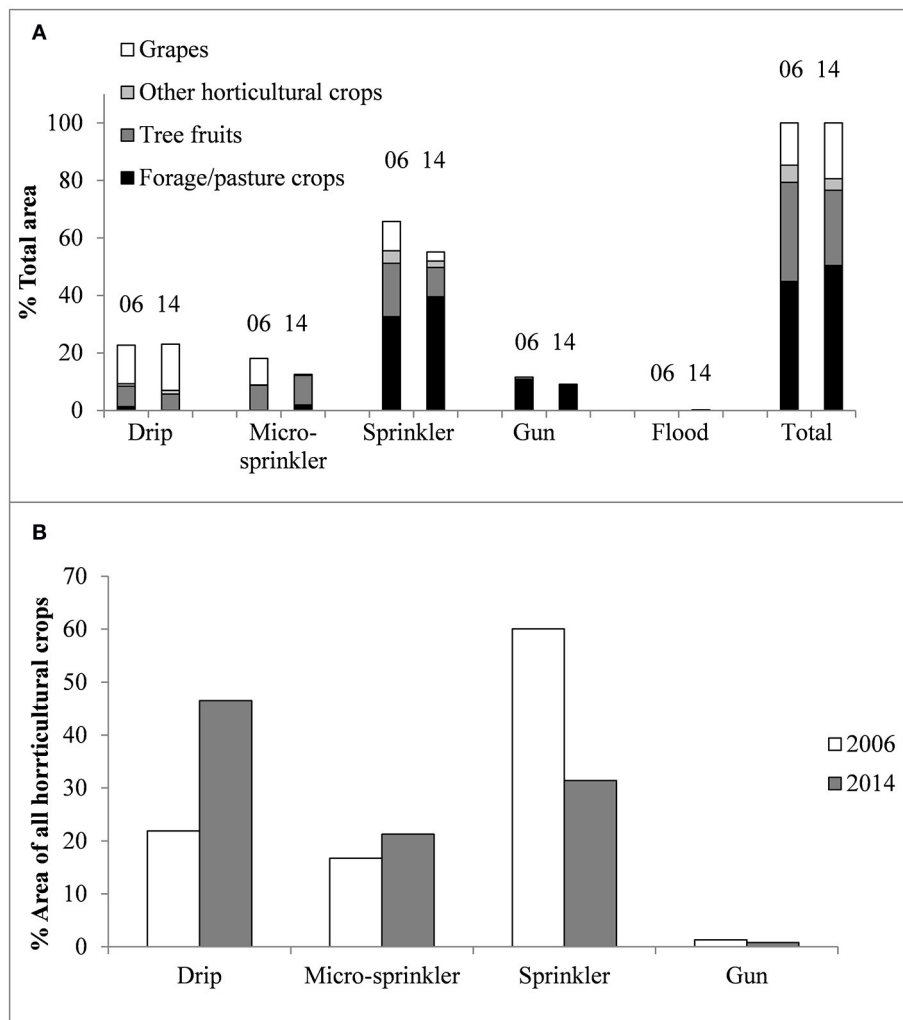 A
Grapes
Other horticultural crops
Tree fruits
Forage/pasture crops
% Total area
100
80
60
40
20
0
06 14
06 14
06 14
06 14
06 14
06 14
Drip
Micro-
sprinkler
Sprinkler
Gun
Flood
Total
B
% Area of all horrticultural crops
70
60
50
40
30
20
10
0
2006
2014
Drip
Micro-sprinkler
Sprinkler
Gun